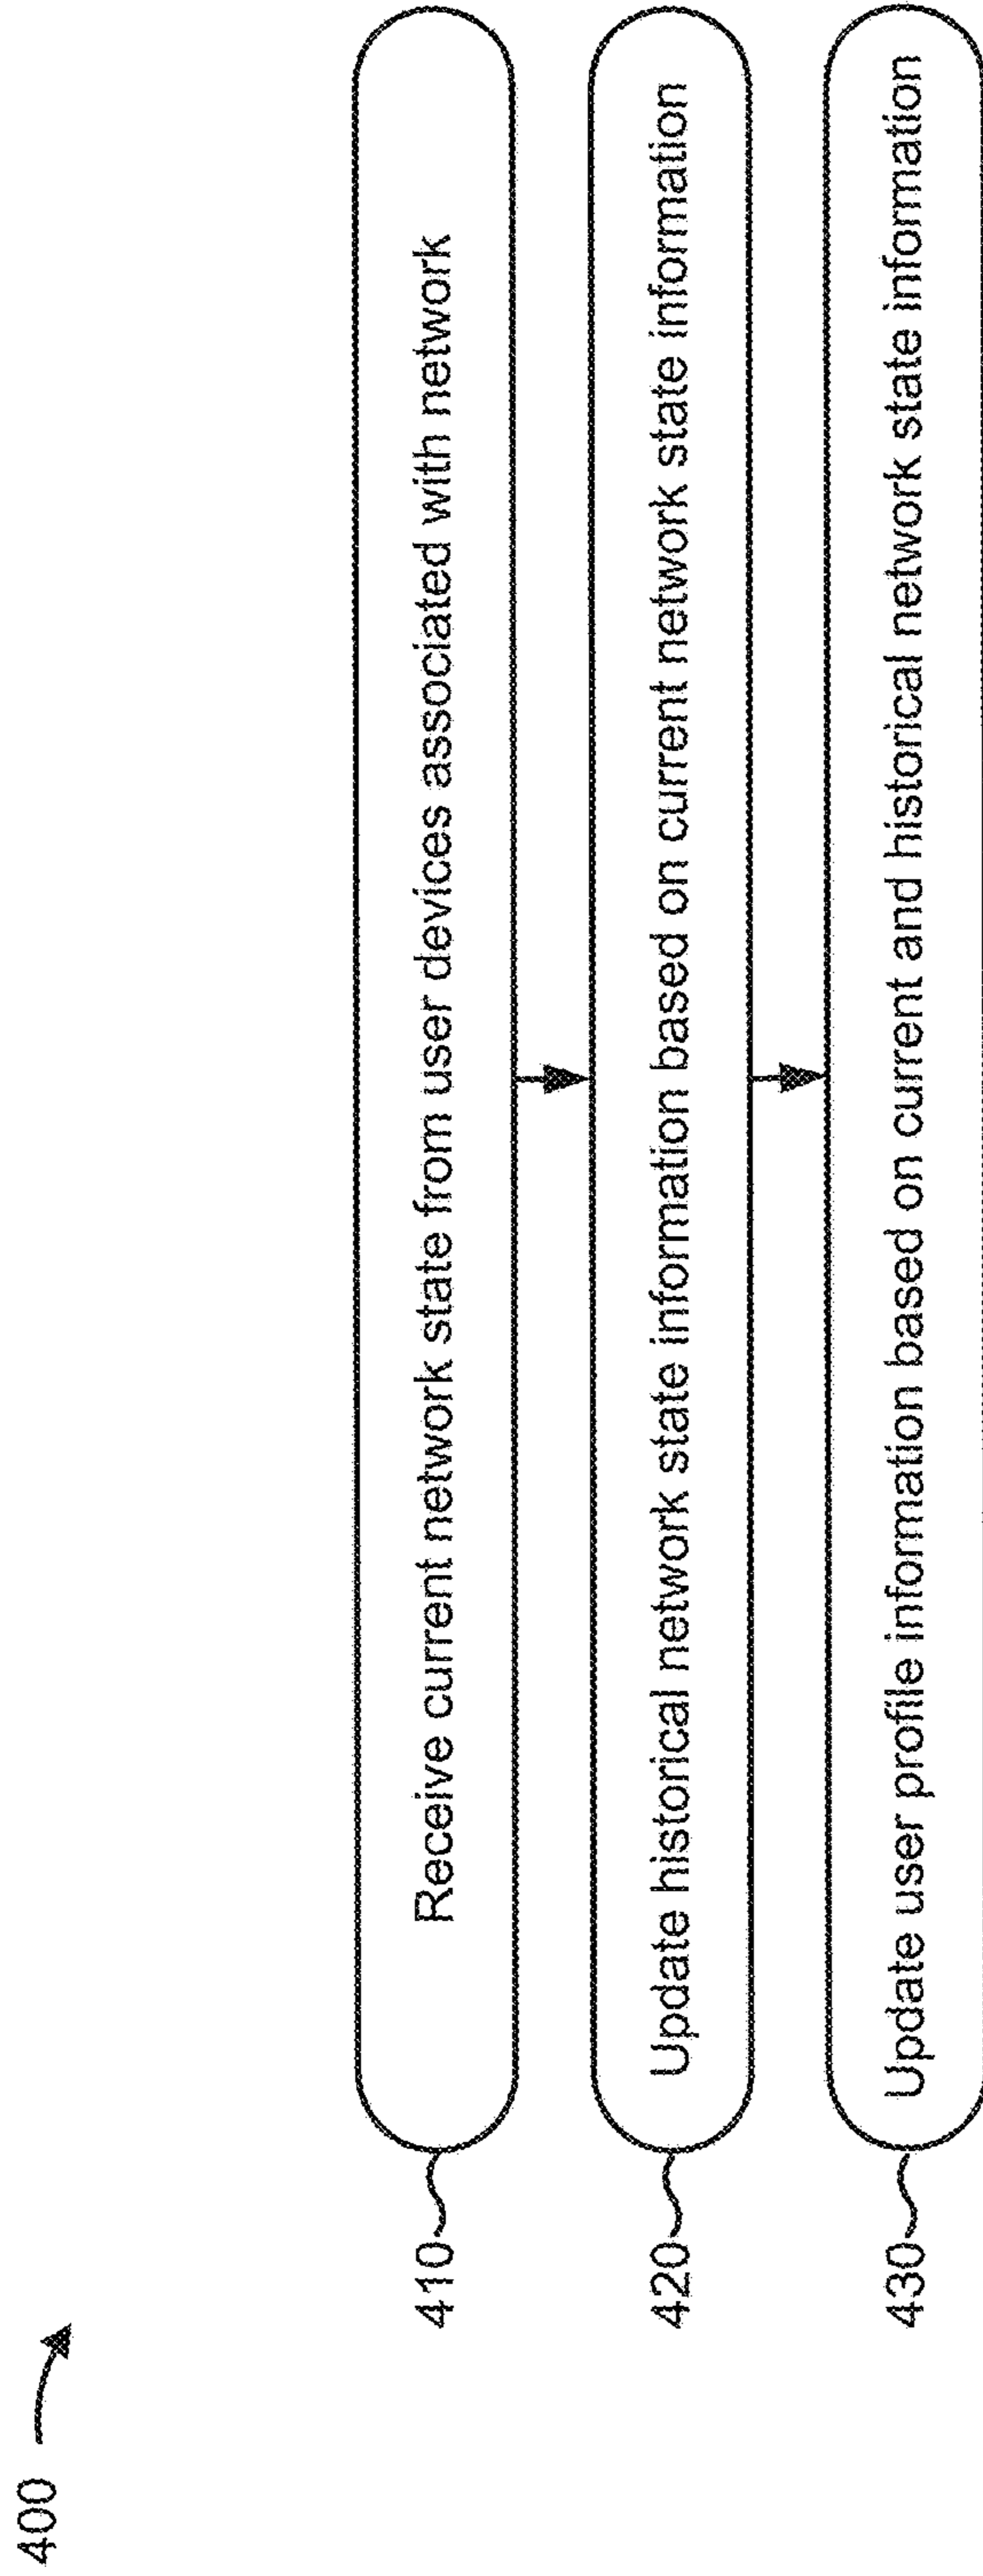 400
410
Receive current network state from user devices associated with network
420
Update historical network state information based on current network state information
430
Update user profile information based on current and historical network state information